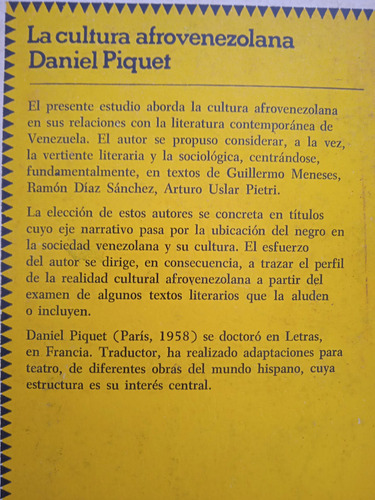 La cultura afrovenezolana
Daniel Piquet
El presente estudio aborda la cultura afrovenezolana
en sus relaciones con la literatura contemporánea de
Venezuela. El autor se propuso considerar, a la vez,
la vertiente literaria y la sociológica, centrándose,
fundamentalmente, en textos de Guillermo Meneses,
Ramón Díaz Sánchez, Arturo Uslar Pietri.
La elección de estos autores se concreta en títulos
cuyo eje narrativo pasa por la ubicación del negro en
la sociedad venezolana y su cultura. El esfuerzo
del autor se dirige, en consecuencia, a trazar el perfil
de la realidad cultural afrovenezolana a partir del
examen de algunos textos literarios que la aluden
o incluyen.
Daniel Piquet (París, 1958) se doctoró en Letras,
en Francia. Traductor, ha realizado adaptaciones para
teatro, de diferentes obras del mundo hispano, cuya
estructura es su interés central.